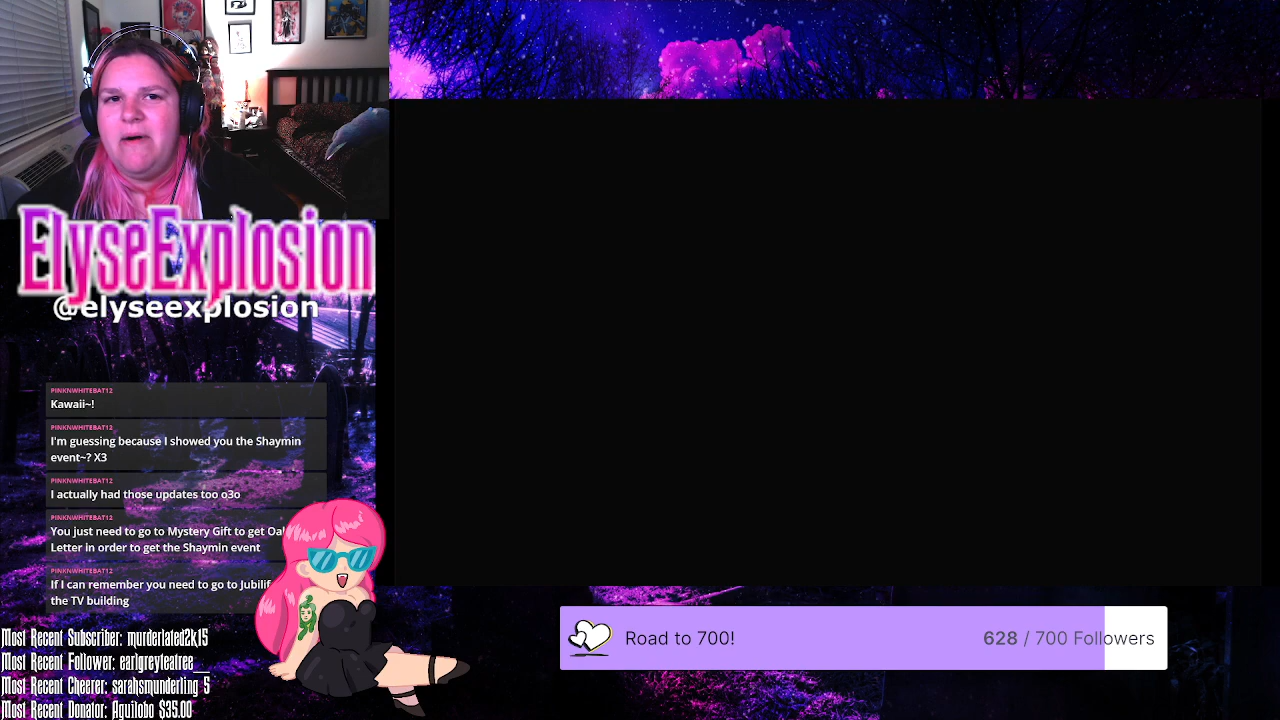 ElyseExplosion
@elyseexplosion
PINKNWHITEBAT12
Kawaii~!
PINKNWHITEBAT12
I'm guessing because I showed you the Shaymin
event~? X3
PINKNWHITEBAT12
I actually had those updates too o3o
PINKNWHITEBAT12
You just need to go to Mystery Gift to get
Letter in order to get the Shaymin event
PINKNWHITEBAT12
If I can remember you need to go to
the TV building
Most Recent Subscriber: murderlated2k15
Most Recent Follower: earlgreyteatree__
Most Recent Cheerer: sarahsmunderling 5
Most Recent Donator: Aguilobo $35.00
Road to 700!
628 / 700 Followers